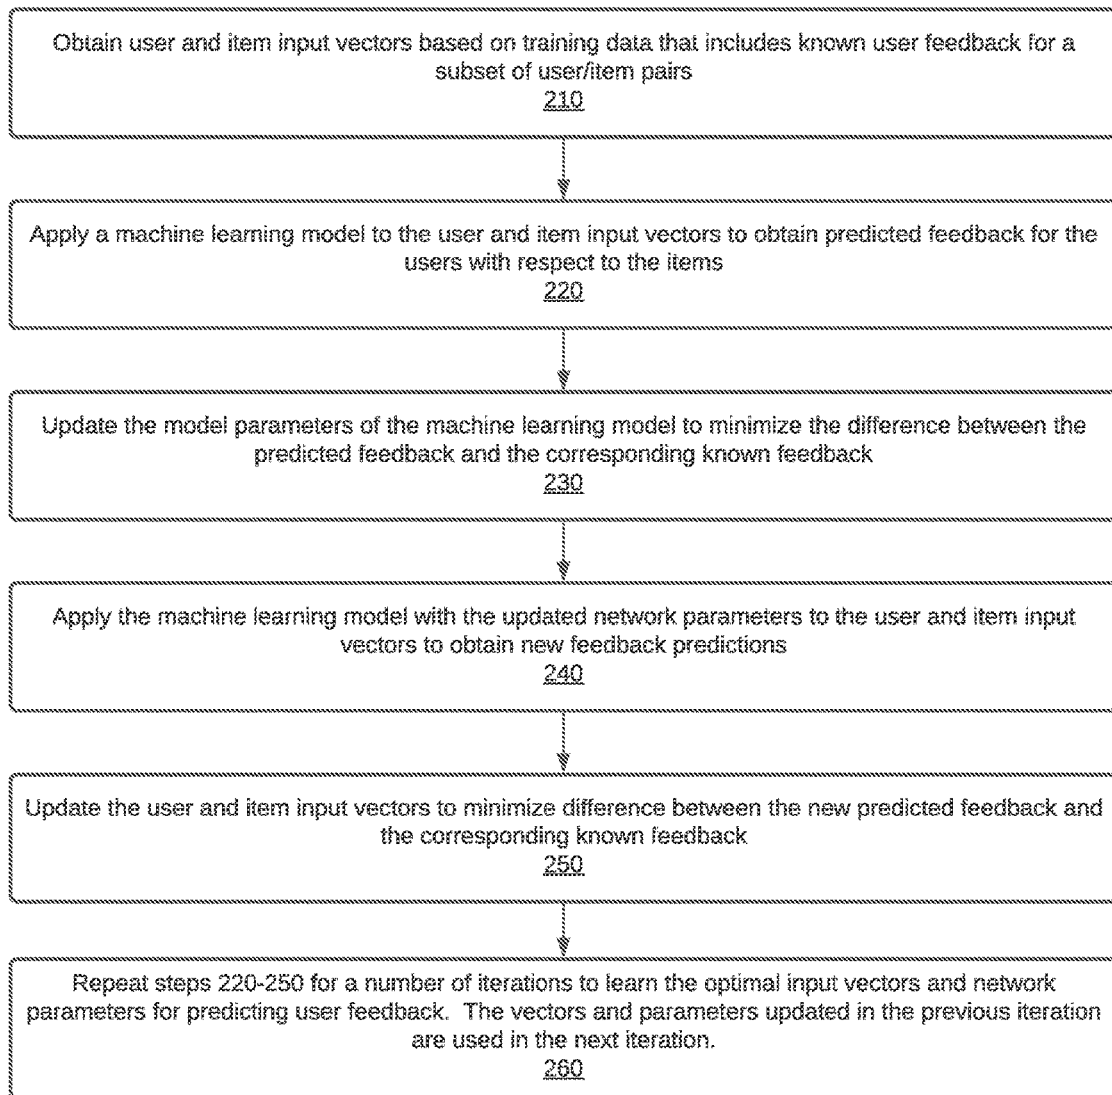 Obtain user and item input vectors based on training data that includes known user feedback for a
subset of user/item pairs
210
Apply a machine learning model to the user and item input vectors to obtain predicted feedback for the
users with respect to the items
220
Update the model parameters of the machine learning model to minimize the difference between the
predicted feedback and the corresponding known feedback
230
Apply the machine learning model with the updated network parameters to the user and item input
vectors to obtain new feedback predictions
240
Update the user and item input vectors to minimize difference between the new predicted feedback and
the corresponding known feedback
250
Repeat steps 220-250 for a number of iterations to learn the optimal input vectors and network
parameters for predicting user feedback. The vectors and parameters updated in the previous iteration
are used in the next iteration.
260